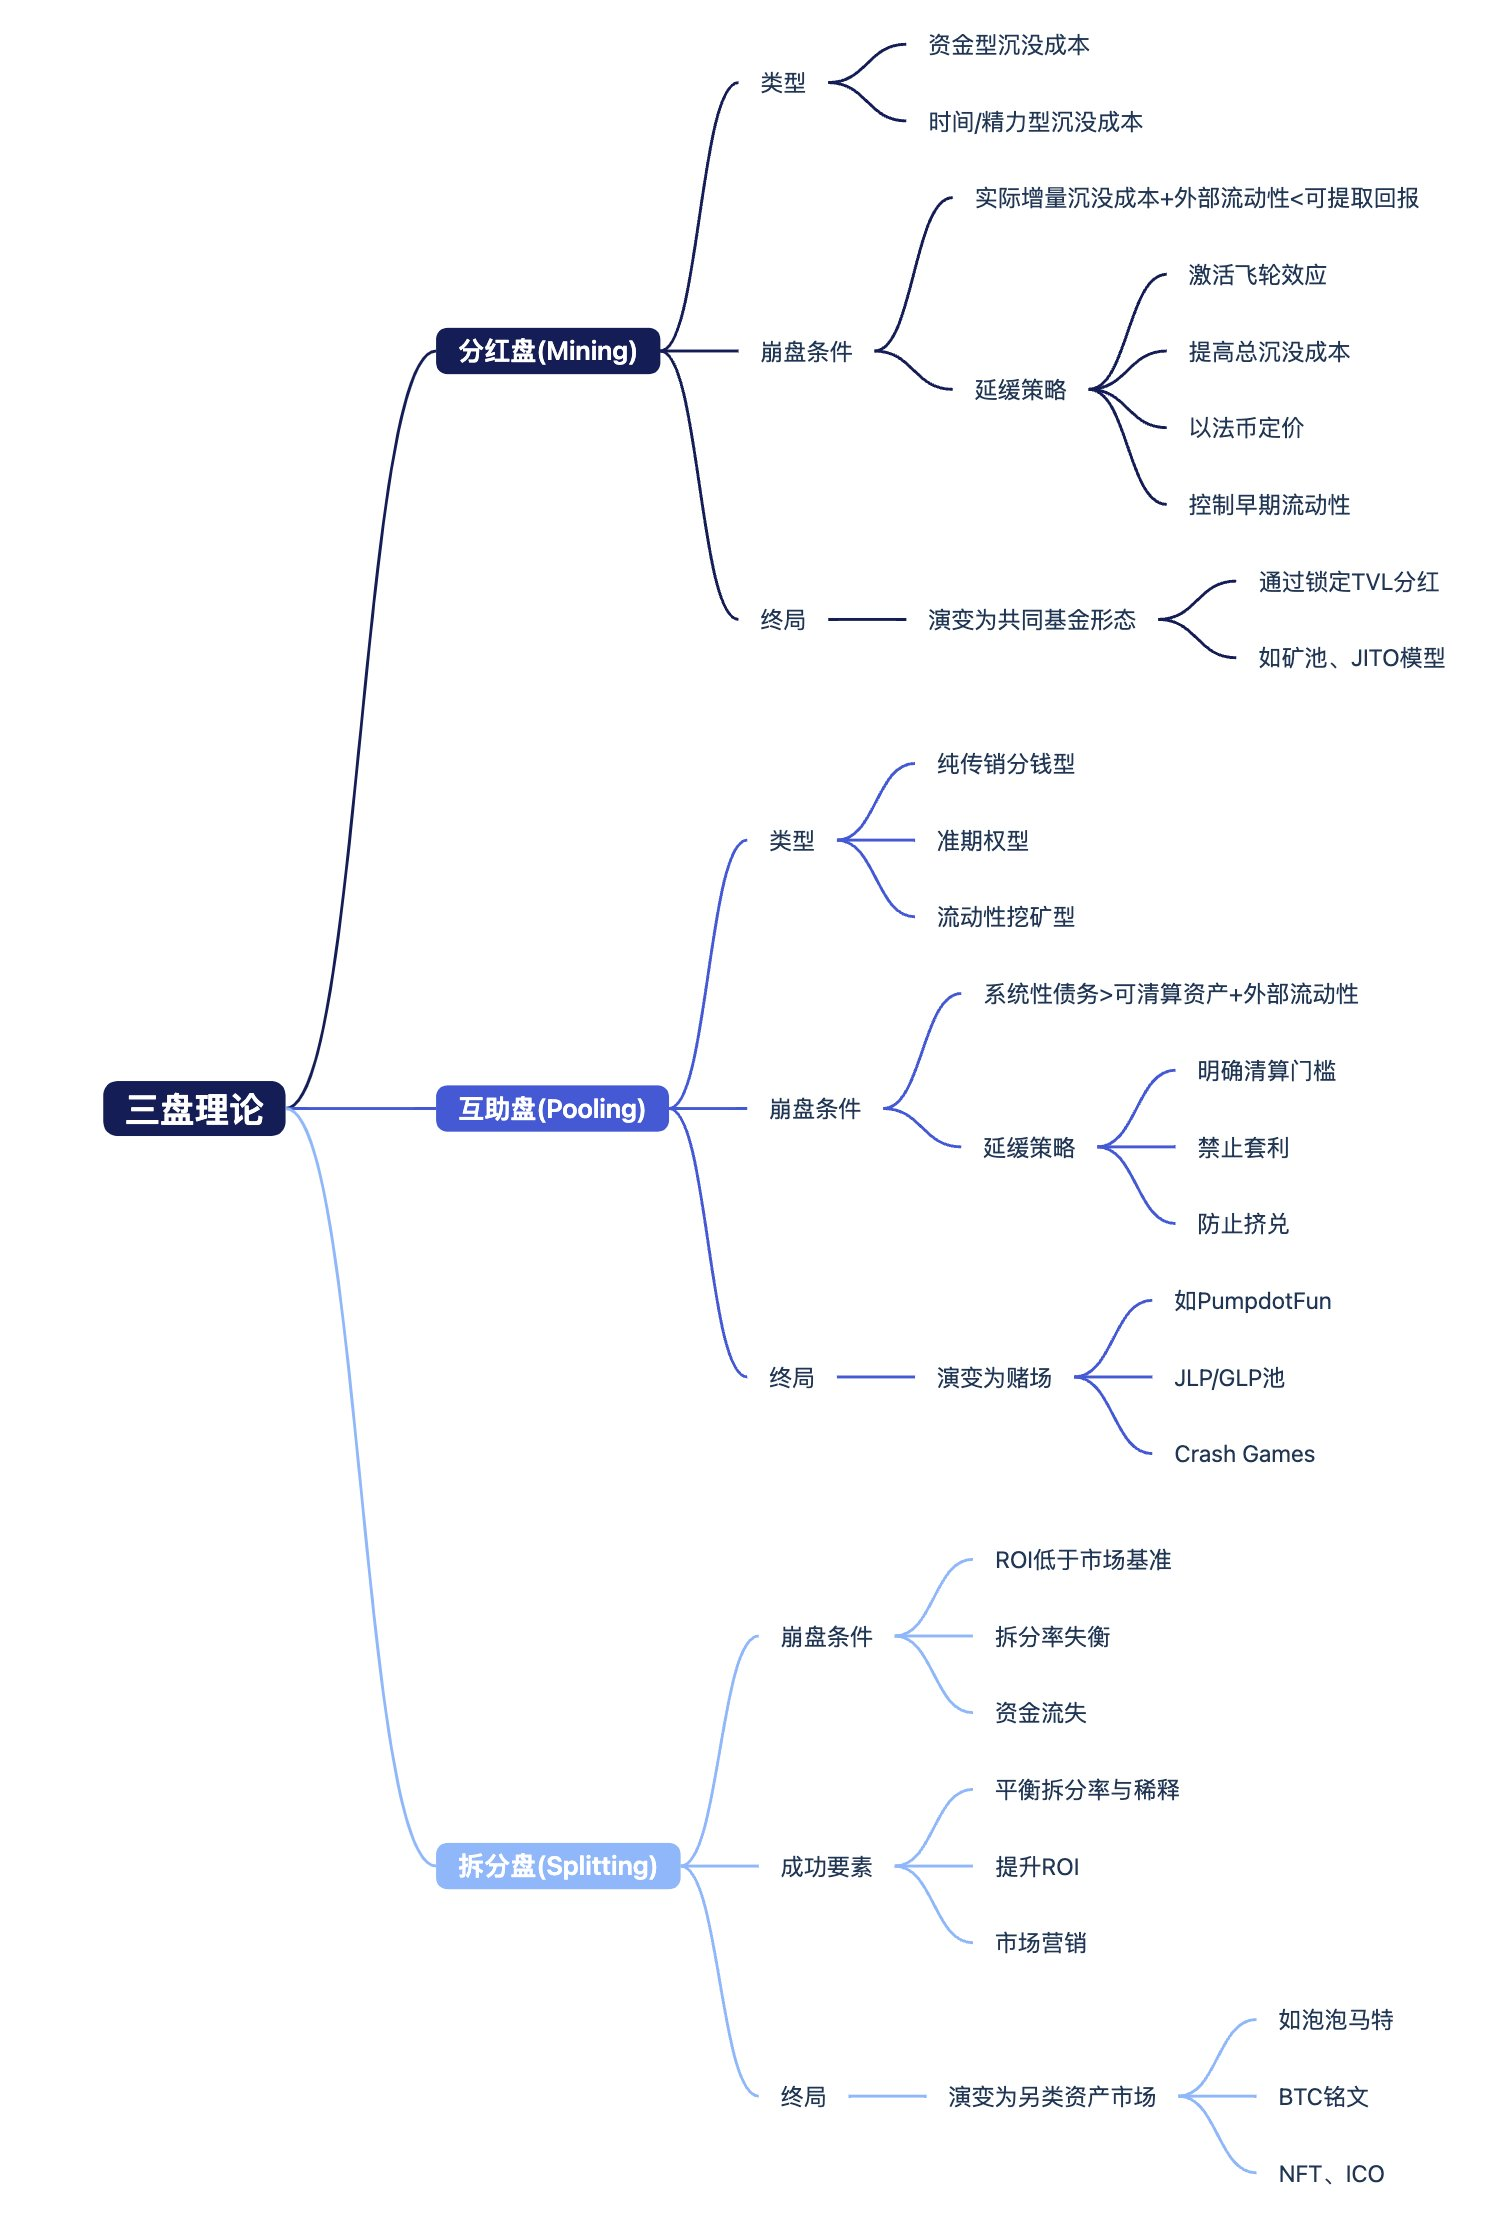 三盘理论
分红盘(Mining)
类型
资金型沉没成本
时间/精力型沉没成本
崩盘条件
实际增量沉没成本+外部流动性<可提取回报
延缓策略
激活飞轮效应
提高总沉没成本
以法币定价
控制早期流动性
终局
演变为共同基金形态
通过锁定TVL分红
如矿池、JITO模型
互助盘(Pooling)
类型
纯传销分钱型
准期权型
流动性挖矿型
崩盘条件
系统性债务>可清算资产+外部流动性
延缓策略
明确清算门槛
禁止套利
防止挤兑
终局
演变为赌场
如PumpdotFun
JLP/GLP池
Crash Games
拆分盘(Splitting)
崩盘条件
ROI低于市场基准
拆分率失衡
资金流失
成功要素
平衡拆分率与稀释
提升ROI
市场营销
终局
演变为另类资产市场
如泡泡马特
BTC铭文
NFT、ICO